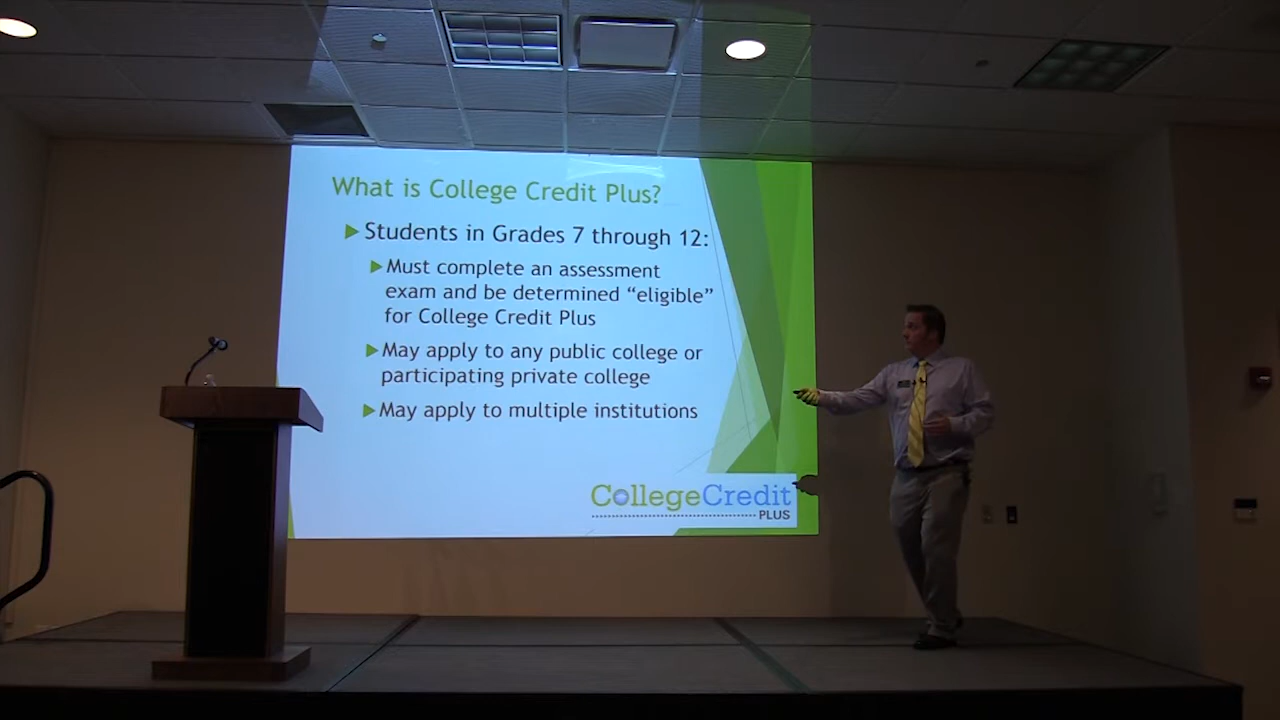 What is College Credit Plus?
Students in Grades 7 through 12:
Must complete an assessment
exam and be determined “eligible”
for College Credit Plus
May apply to any public college or
participating private college
May apply to multiple institutions
CollegeCredit
PLUS